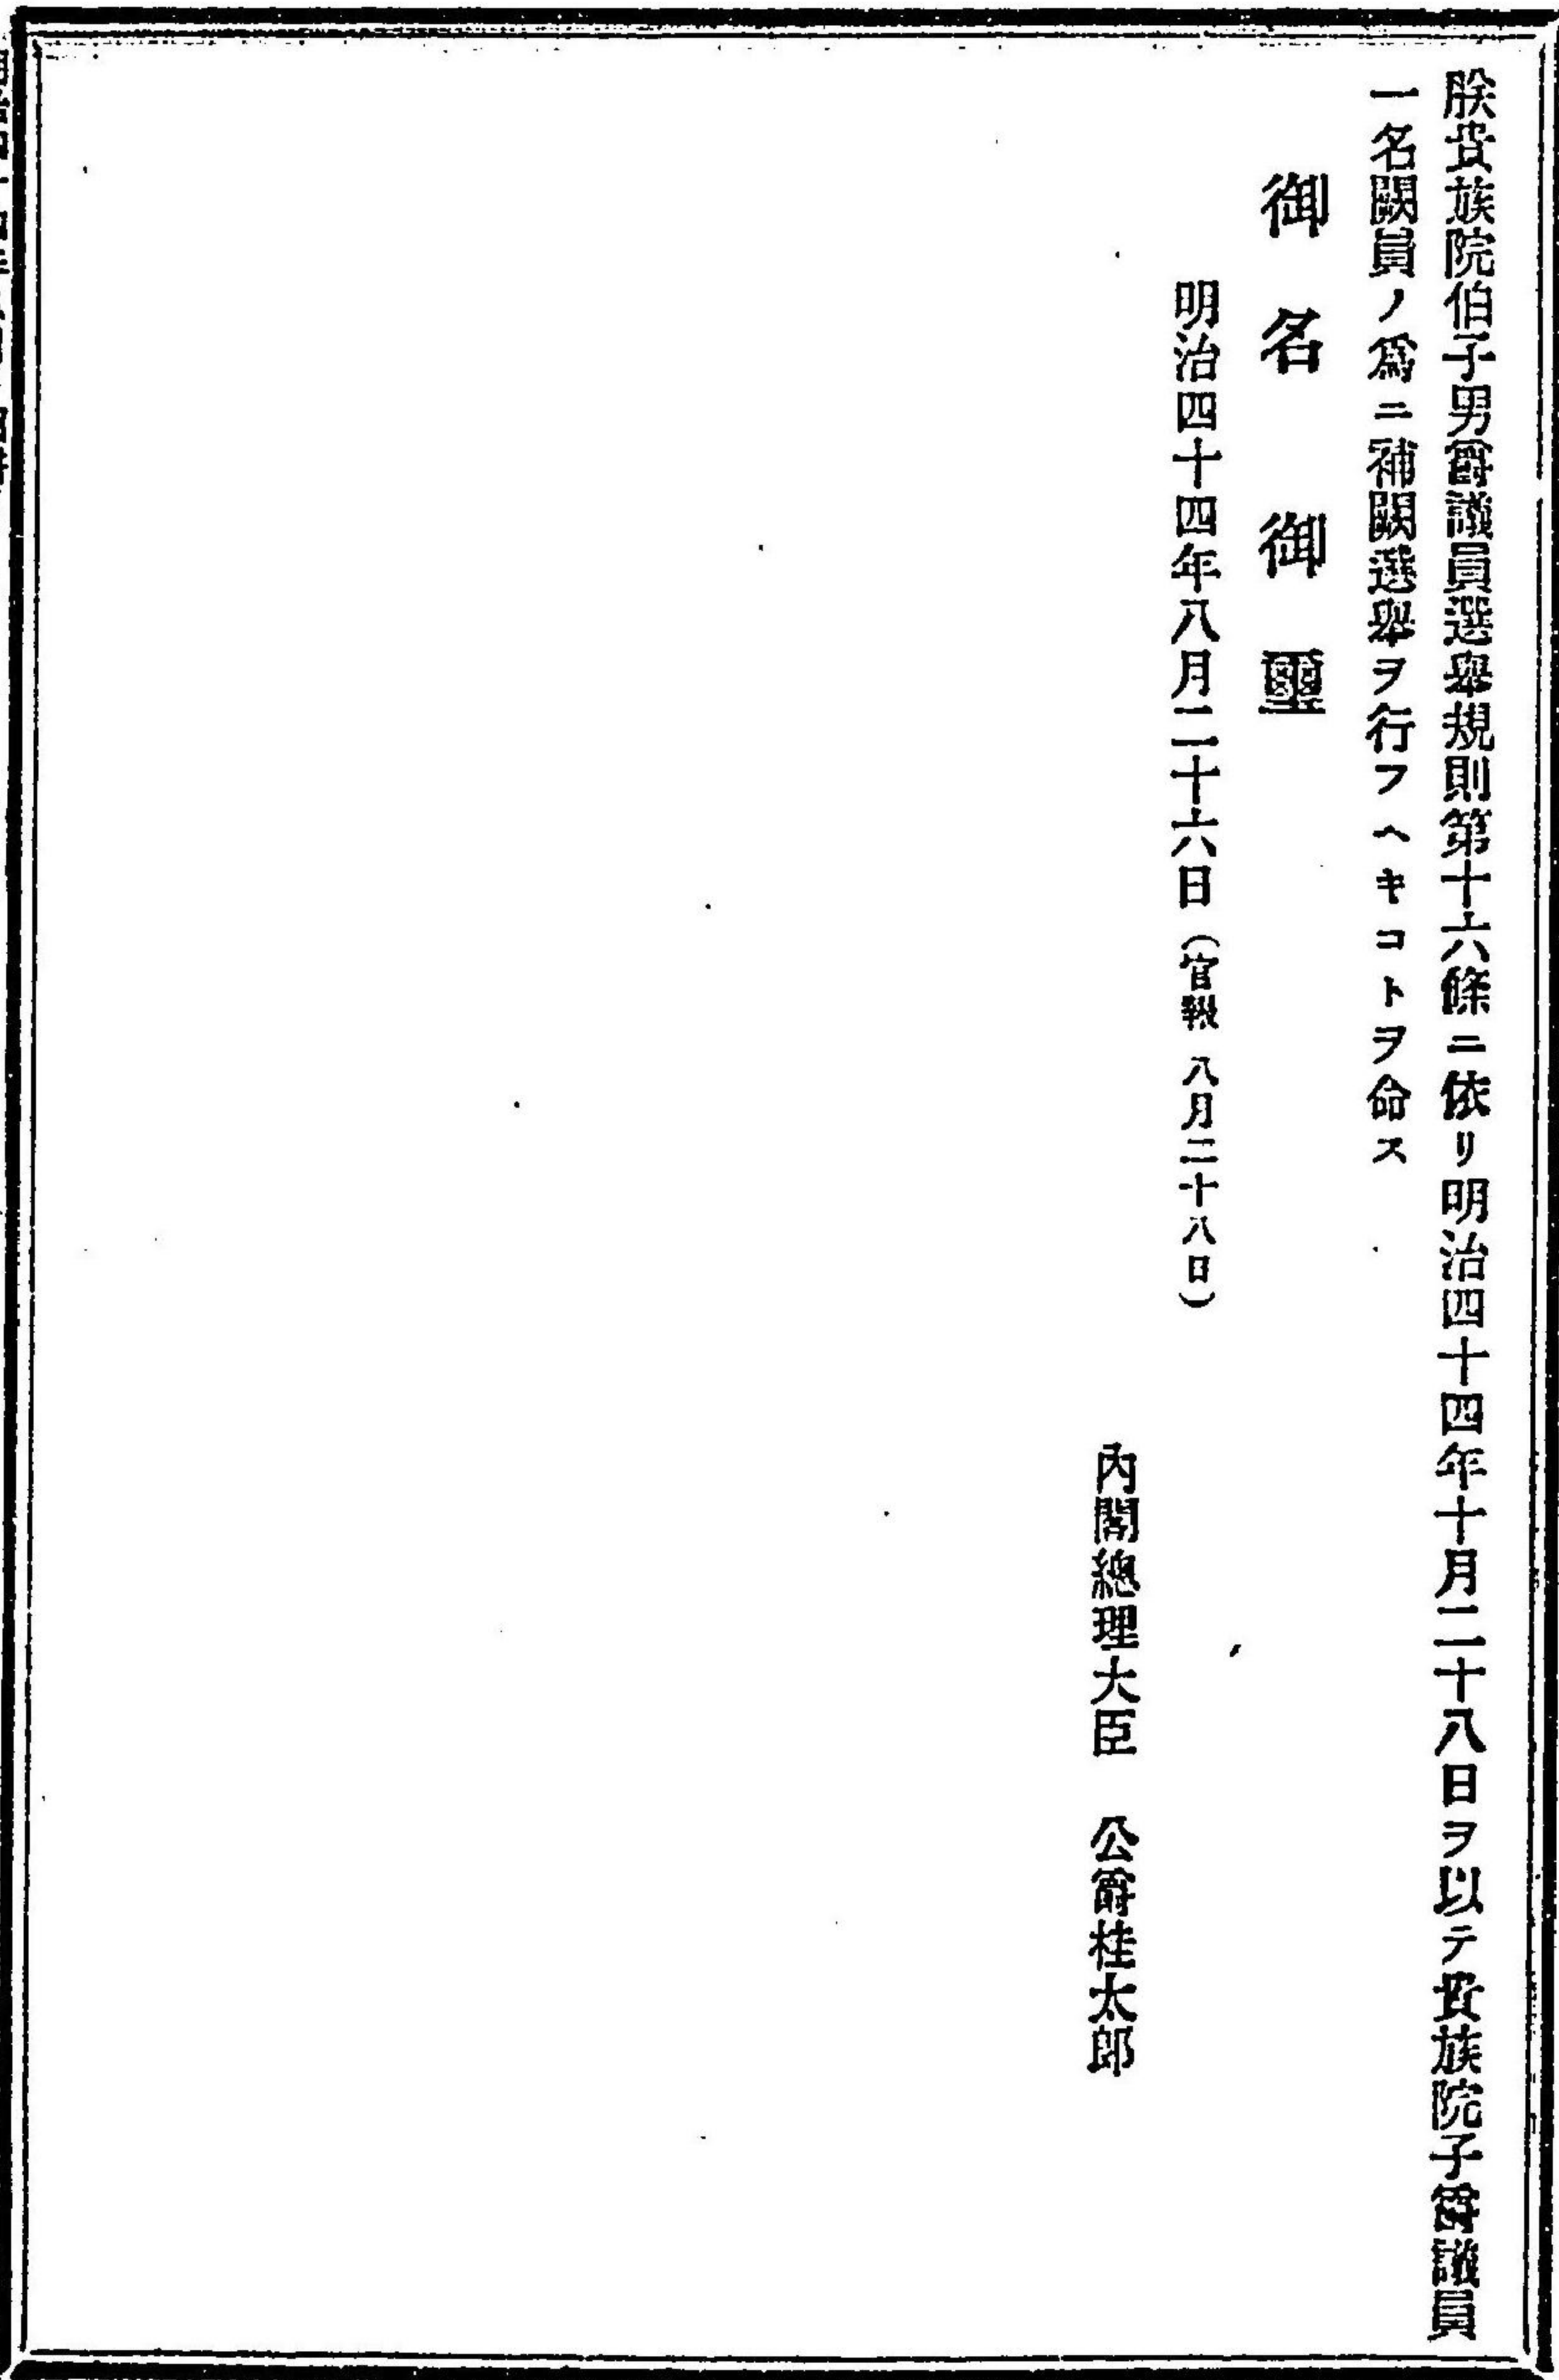 朕貴族院伯子男爵議員選擧規則第十六條ニ依リ明治四十四年十月二十八日ヲ以テ貴族院子爵議員
一名闕員ノ爲ニ補闕選擧ヲ行フヘキコトヲ命ス
御名御璽
明治四十四年八月二十六日（官報 八月二十八日）
內閣總理大臣 公爵桂太郎